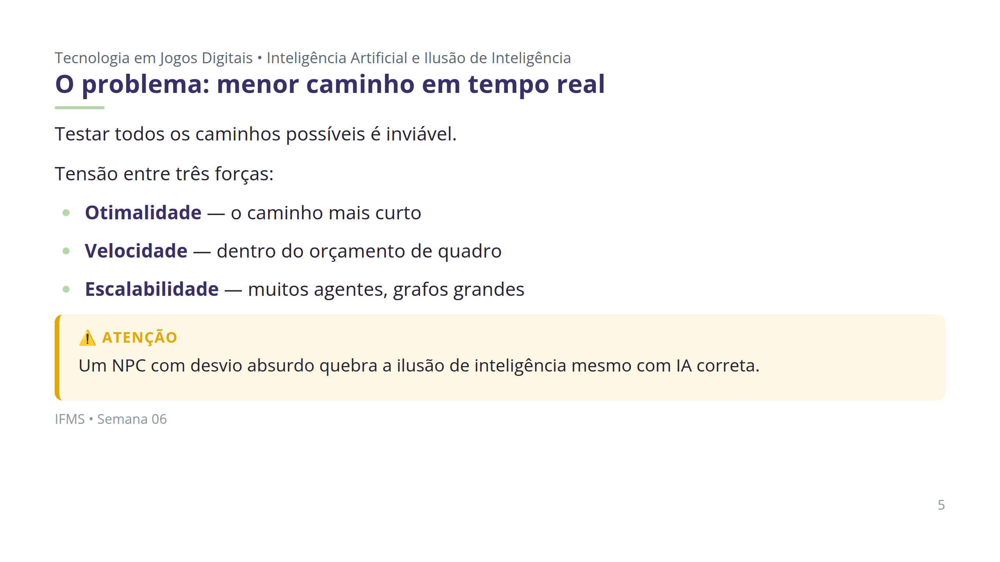 Tecnologia em Jogos Digitais • Inteligência Artificial e Ilusão de Inteligência
O problema: menor caminho em tempo real
Testar todos os caminhos possíveis é inviável.
Tensão entre três forças:
• Otimalidade — o caminho mais curto
• Velocidade — dentro do orçamento de quadro
• Escalabilidade — muitos agentes, grafos grandes
⚠️ ATENÇÃO
Um NPC com desvio absurdo quebra a ilusão de inteligência mesmo com IA correta.
IFMS • Semana 06
5